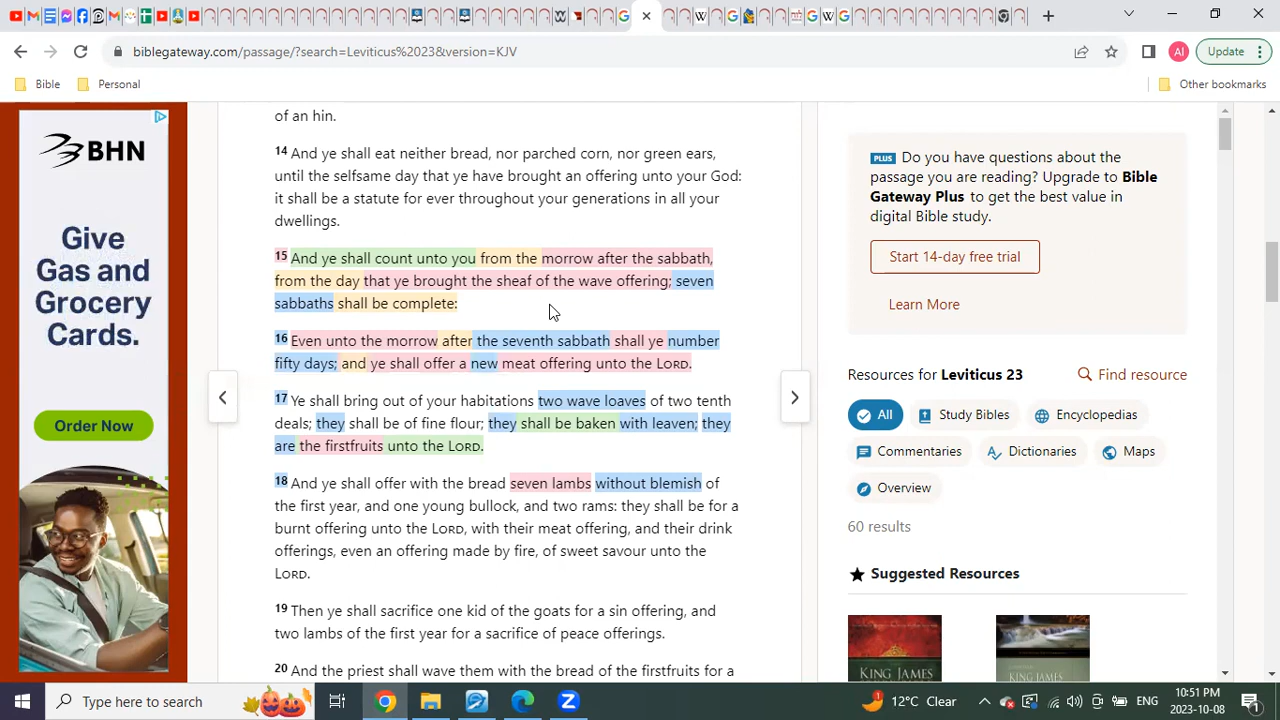 biblegateway.com/passage/?search=Leviticus%2023&version=KJV
AI
Update
Bible
Personal
Other bookmarks
BHN
Give
Gas and
Grocery
Cards.
Order Now
of an hin.
14 And ye shall eat neither bread, nor parched corn, nor green ears,
until the selfsame day that ye have brought an offering unto your God:
it shall be a statute for ever throughout your generations in all your
dwellings.
15 And ye shall count unto you from the morrow after the sabbath,
from the day that ye brought the sheaf of the wave offering; seven
sabbaths shall be complete:
16 Even unto the morrow after the seventh sabbath shall ye number
fifty days; and ye shall offer a new meat offering unto the LORD.
17 Ye shall bring out of your habitations two wave loaves of two tenth
deals; they shall be of fine flour; they shall be baken with leaven; they
are the firstfruits unto the LORD.
18 And ye shall offer with the bread seven lambs without blemish of
the first year, and one young bullock, and two rams: they shall be for a
burnt offering unto the LORD, with their meat offering, and their drink
offerings, even an offering made by fire, of sweet savour unto the
LORD.
19 Then ye shall sacrifice one kid of the goats for a sin offering, and
two lambs of the first year for a sacrifice of peace offerings.
20 And the priest shall wave them with the bread of the firstfruits for a
PLUS Do you have questions about the
passage you are reading? Upgrade to Bible
Gateway Plus to get the best value in
digital Bible study.
Start 14-day free trial
Learn More
Resources for Leviticus 23
Find resource
All
Study Bibles
Encyclopedias
Commentaries
Dictionaries
Maps
Overview
60 results
Suggested Resources
KING JAMES
KING JAMES
Type here to search
1
12°C Clear
ENG
10:51 PM
2023-10-08
1